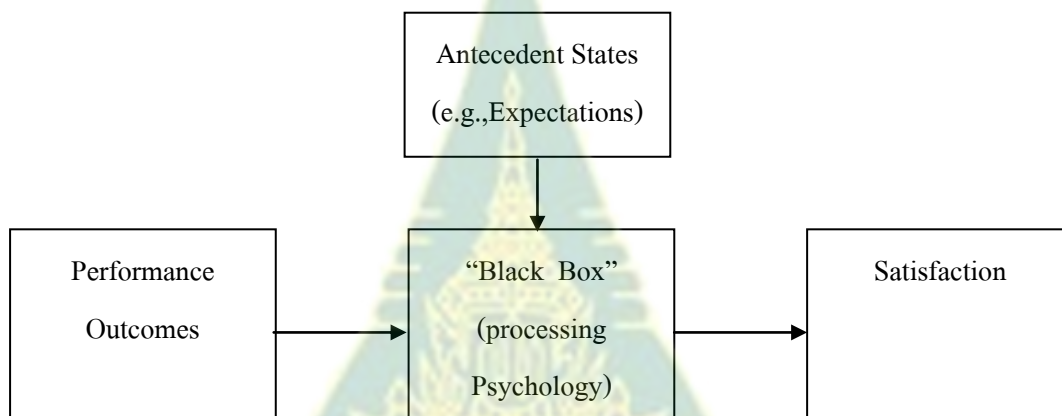 Antecedent States
(e.g.,Expectations)
Performance
Outcomes
“Black Box”
(processing
Psychology)
Satisfaction